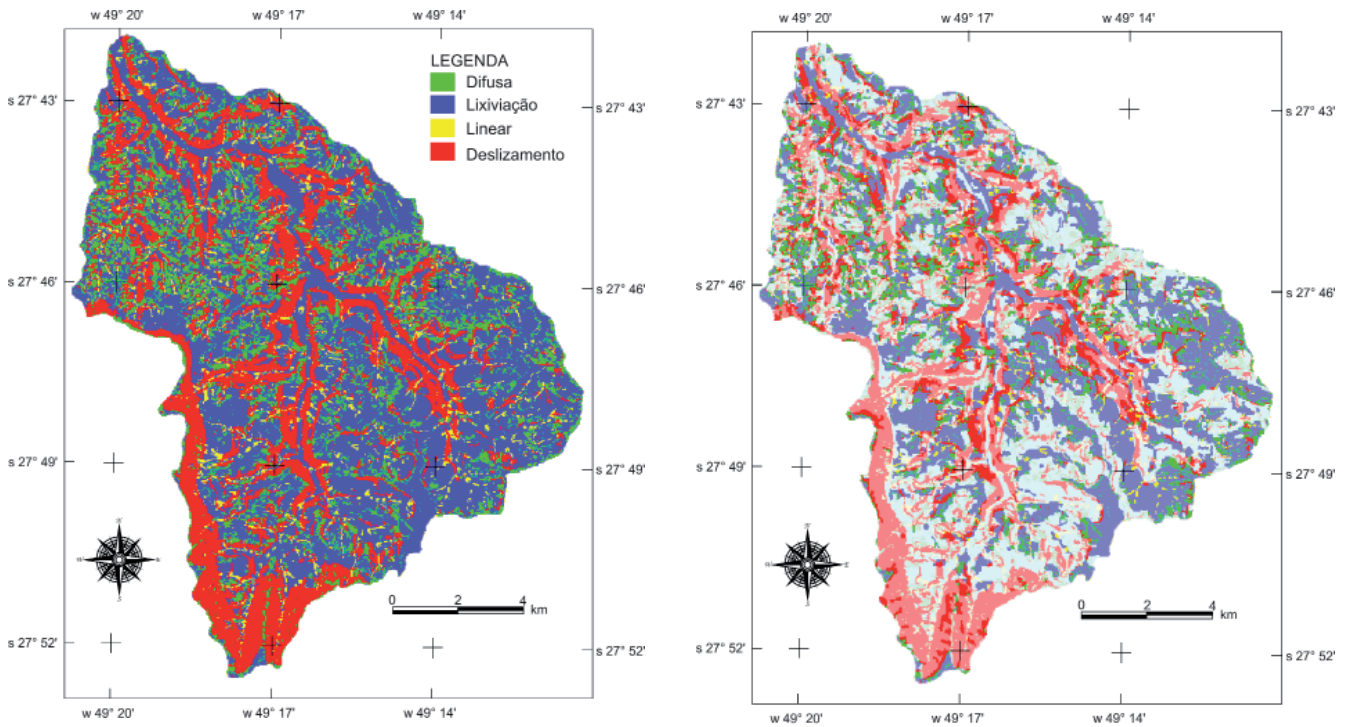 w 49° 20'
w 49° 17'
w 49° 14'
LEGENDA
Difusa
Lixiviação
Linear
Deslizamento
s 27° 43'
s 27° 43'
s 27° 46'
s 27° 46'
s 27° 49'
s 27° 49'
0 2 4
km
s 27° 52'
s 27° 52'
w 49° 20'
w 49° 17'
w 49° 14'
w 49° 20'
w 49° 17'
w 49° 14'
s 27° 43'
s 27° 43'
s 27° 46'
s 27° 46'
s 27° 49'
s 27° 49'
0 2 4
km
s 27° 52'
s 27° 52'
w 49° 20'
w 49° 17'
w 49° 14'